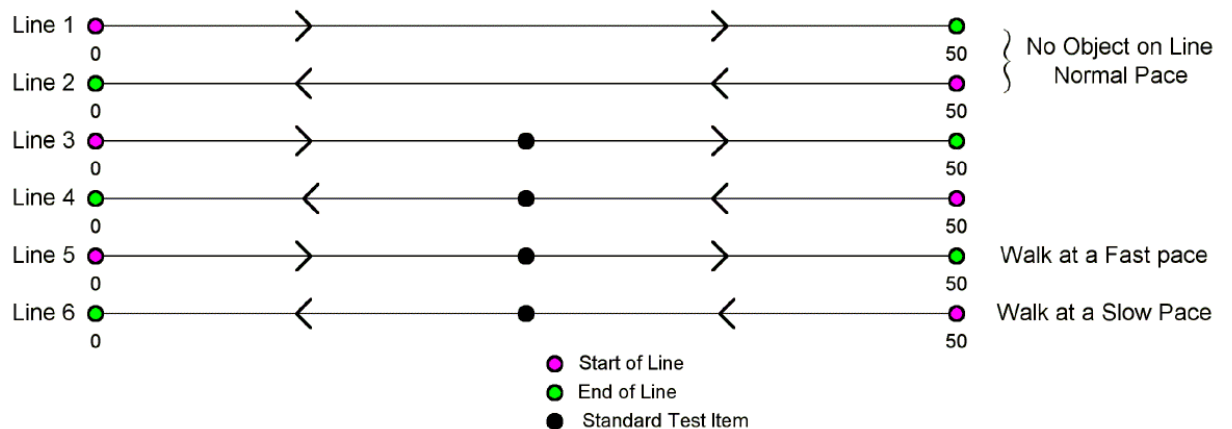 Line 1
0
50
No Object on Line
Normal Pace
Line 2
0
50
Line 3
0
50
Line 4
0
50
Line 5
0
50
Walk at a Fast pace
Line 6
0
50
Walk at a Slow Pace
Start of Line
End of Line
Standard Test Item